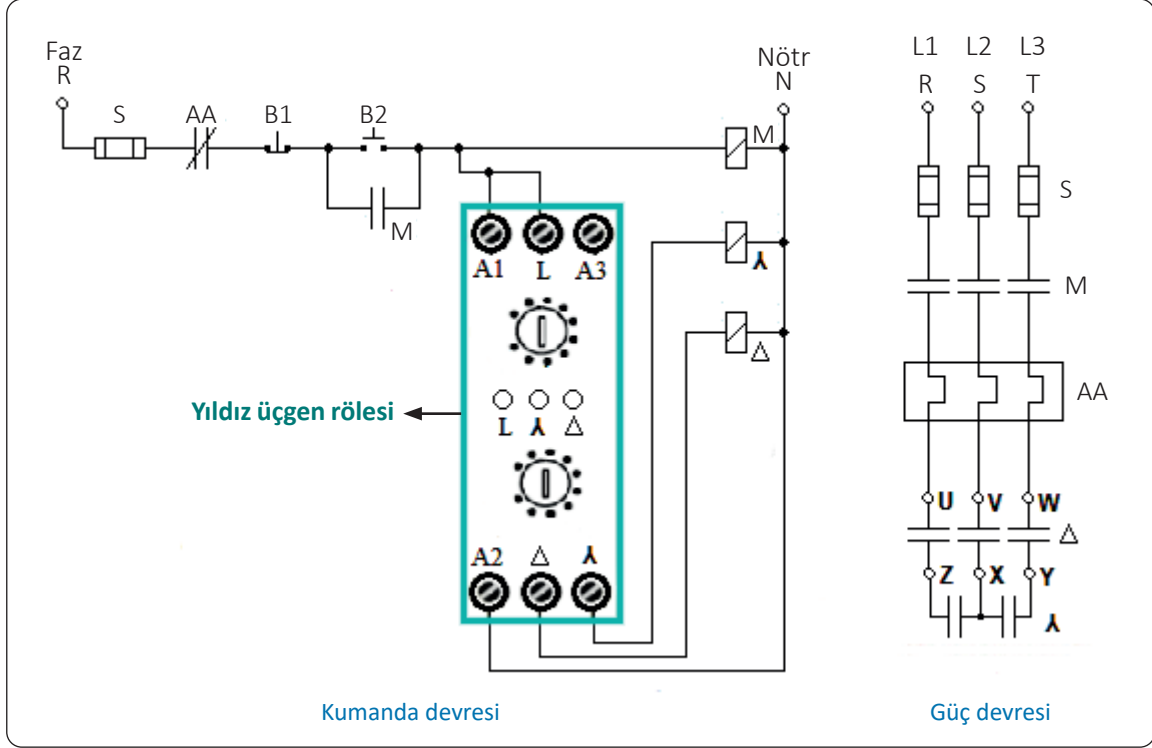 Faz
R
S
AA
B1
B2
M
Nötr
N
M
A1 L A3
⅄
Δ
Yıldız üçgen rölesi
L ⅄ Δ
A2 Δ ⅄
Kumanda devresi
L1 L2 L3
R S T
S
M
AA
U V W
Δ
Z X Y
⅄
Güç devresi